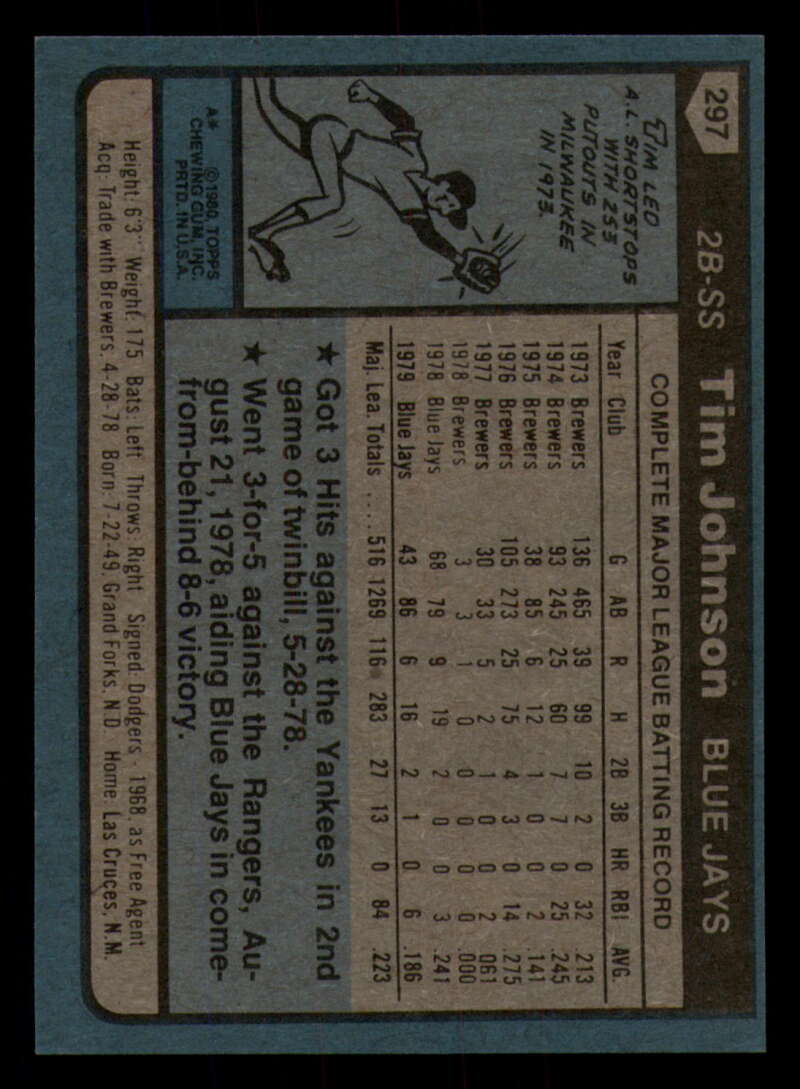 297 2B-SS Tim Johnson BLUE JAYS
TIM LED
A.L. SHORTSTOPS
WITH 253
PUTOUTS IN
MILWAUKEE
IN 1973.
A* ©1980 TOPPS
CHEWING GUM, INC.
PRTD. IN U.S.A.
COMPLETE MAJOR LEAGUE BATTING RECORD
Year Club G AB R H 2B 3B HR RBI AVG.
1973 Brewers 136 465 39 99 10 2 0 32 .213
1974 Brewers 93 245 25 60 7 7 0 25 .245
1975 Brewers 38 85 6 12 1 0 0 2 .141
1976 Brewers 105 273 25 75 4 3 0 14 .275
1977 Brewers 30 33 5 2 1 0 0 2 .061
1978 Brewers 3 3 1 0 0 0 0 0 .000
1978 Blue Jays 68 79 9 19 2 0 0 3 .241
1979 Blue Jays 43 86 6 16 2 1 0 6 .186
Maj. Lea. Totals .... 516 1269 116 283 27 13 0 84 .223
★ Got 3 Hits against the Yankees in 2nd
game of twinbill, 5-28-78.
★ Went 3-for-5 against the Rangers, Au-
gust 21, 1978, aiding Blue Jays in come-
from-behind 8-6 victory.
Height: 6'3" Weight: 175 Bats: Left Throws: Right Signed: Dodgers - 1968 as Free Agent
Acq: Trade with Brewers, 4-28-78 Born: 7-22-49, Grand Forks, N.D Home: Las Cruces, N.M.